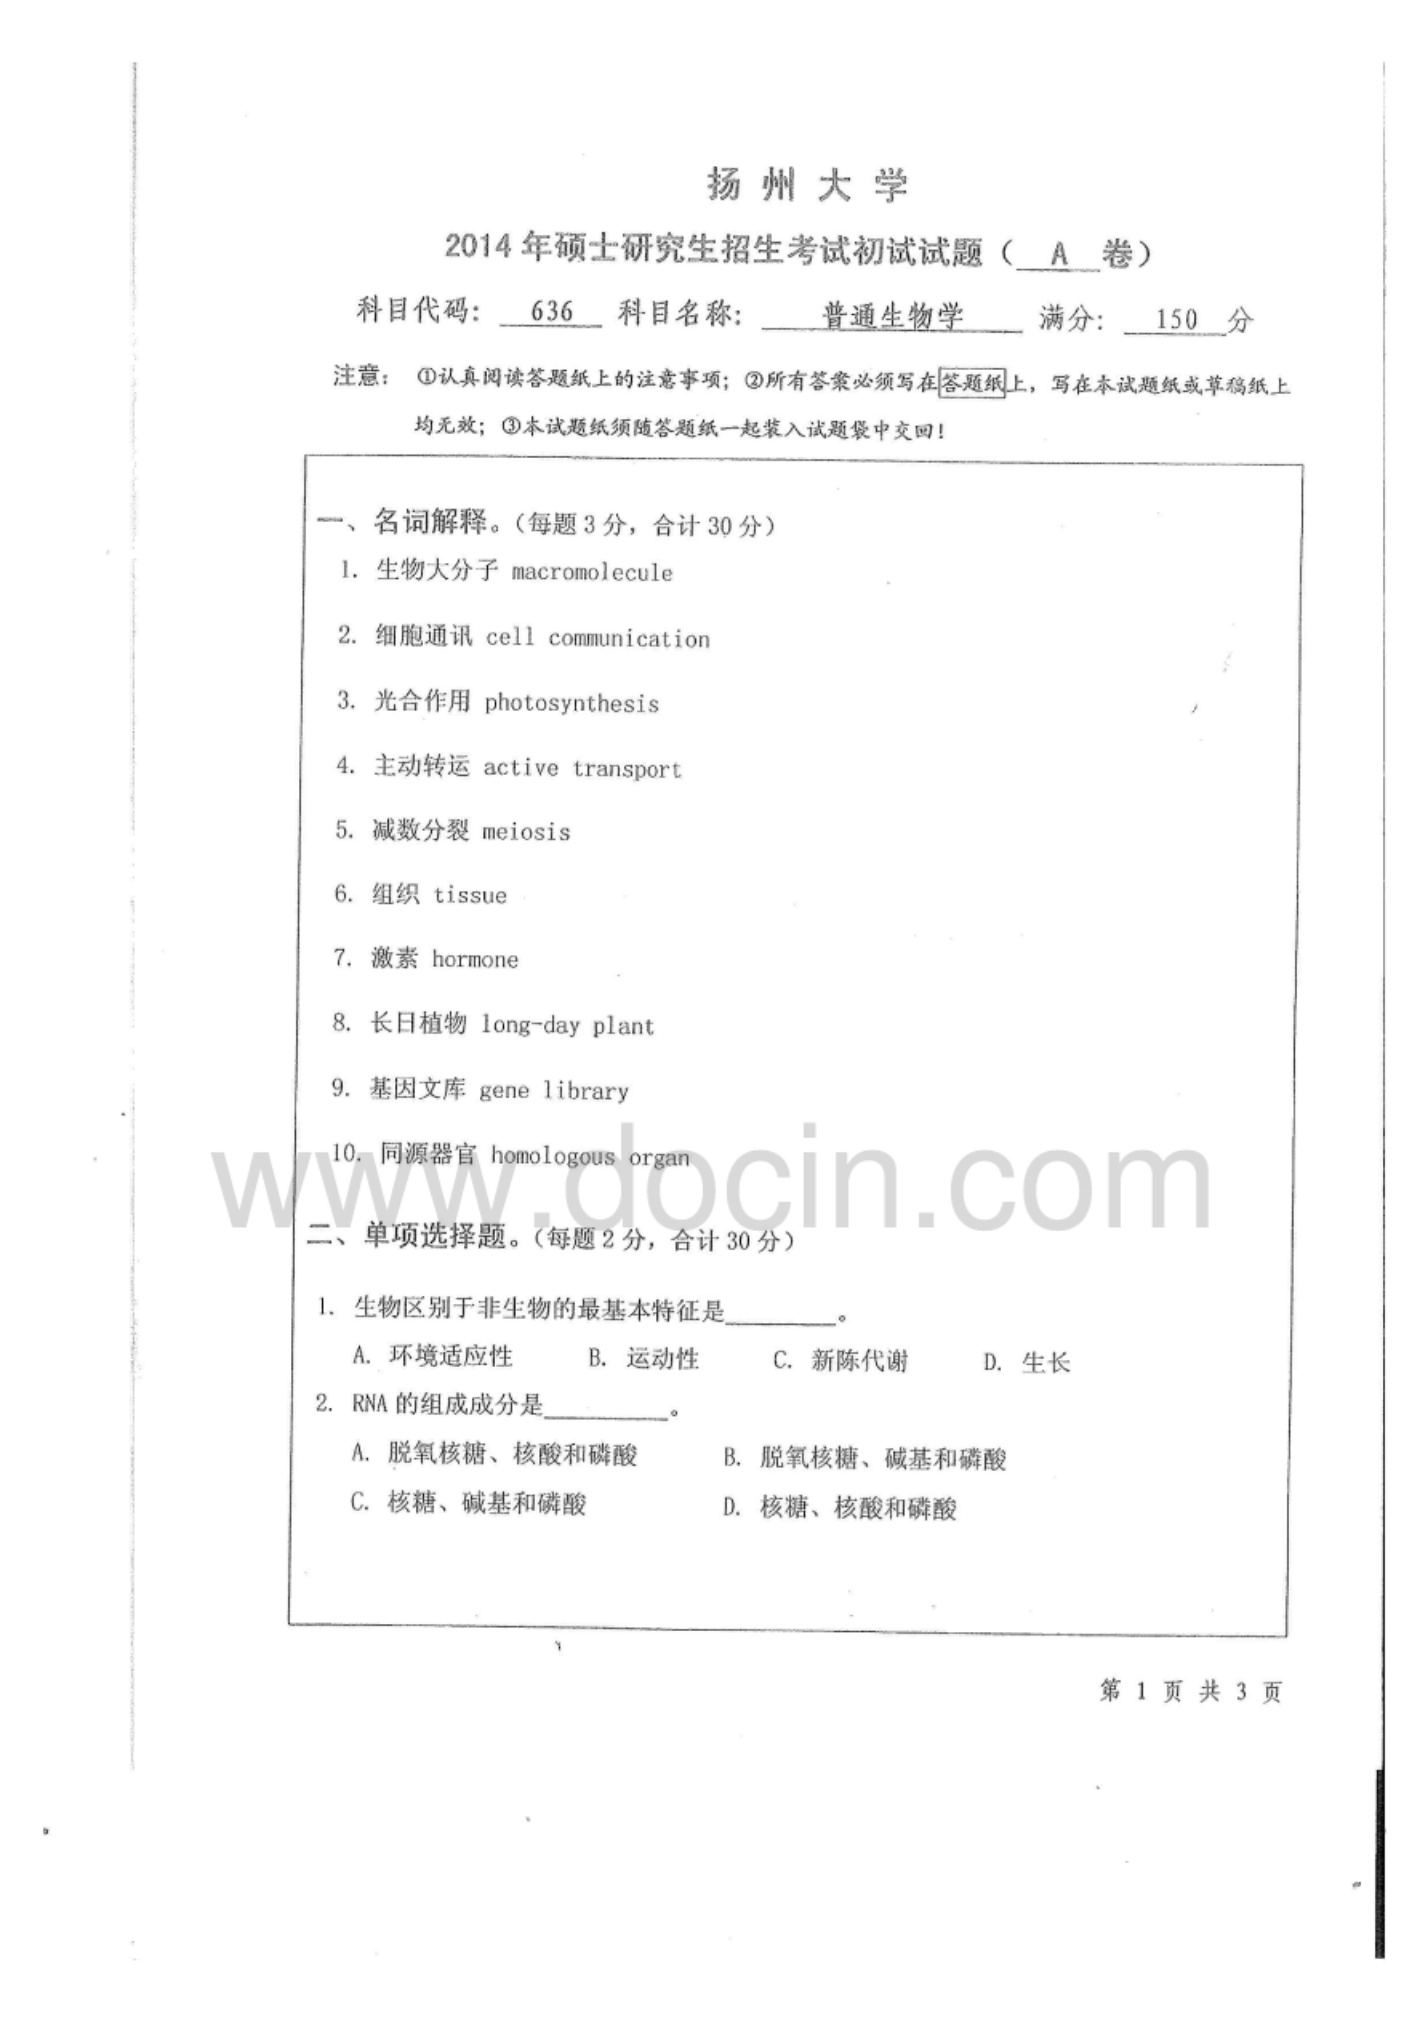 扬州大学
2014年硕士研究生招生考试初试试题（ A 卷）
科目代码： 636 科目名称： 普通生物学 满分： 150 分
注意： ①认真阅读答题纸上的注意事项；②所有答案必须写在答题纸上，写在本试题纸或草稿纸上
均无效；③本试题纸须随答题纸一起装入试题袋中交回！
一、名词解释。（每题3分，合计30分）
1. 生物大分子 macromolecule
2. 细胞通讯 cell communication
3. 光合作用 photosynthesis
4. 主动转运 active transport
5. 减数分裂 meiosis
6. 组织 tissue
7. 激素 hormone
8. 长日植物 long-day plant
9. 基因文库 gene library
10. 同源器官 homologous organ
www.docin.com
二、单项选择题。（每题2分，合计30分）
1. 生物区别于非生物的最基本特征是________。
A. 环境适应性 B. 运动性 C. 新陈代谢 D. 生长
2. RNA的组成成分是_________。
A. 脱氧核糖、核酸和磷酸 B. 脱氧核糖、碱基和磷酸
C. 核糖、碱基和磷酸 D. 核糖、核酸和磷酸
第 1 页 共 3 页